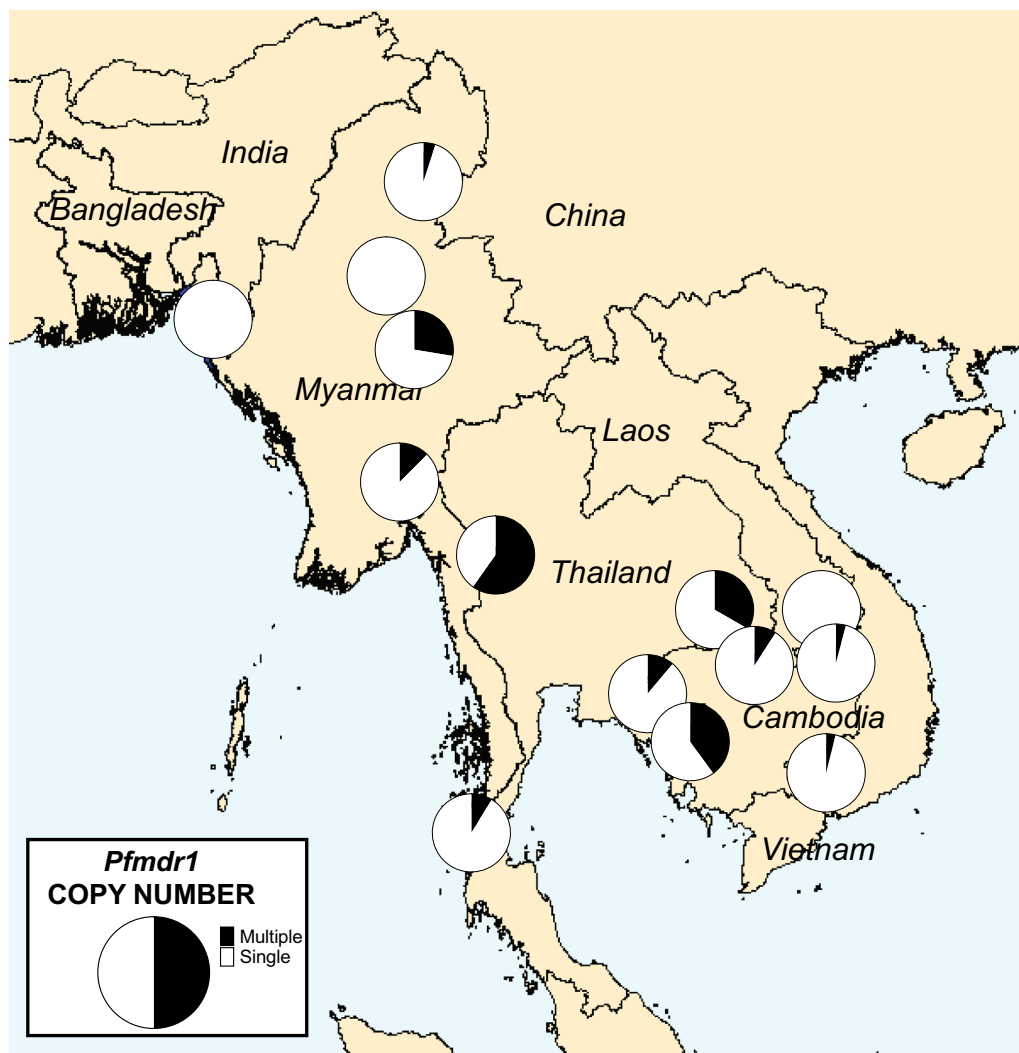 India
Bangladesh
China
Myanmar
Laos
Thailand
Cambodia
Vietnam
Pfmdr1
COPY NUMBER
Multiple
Single